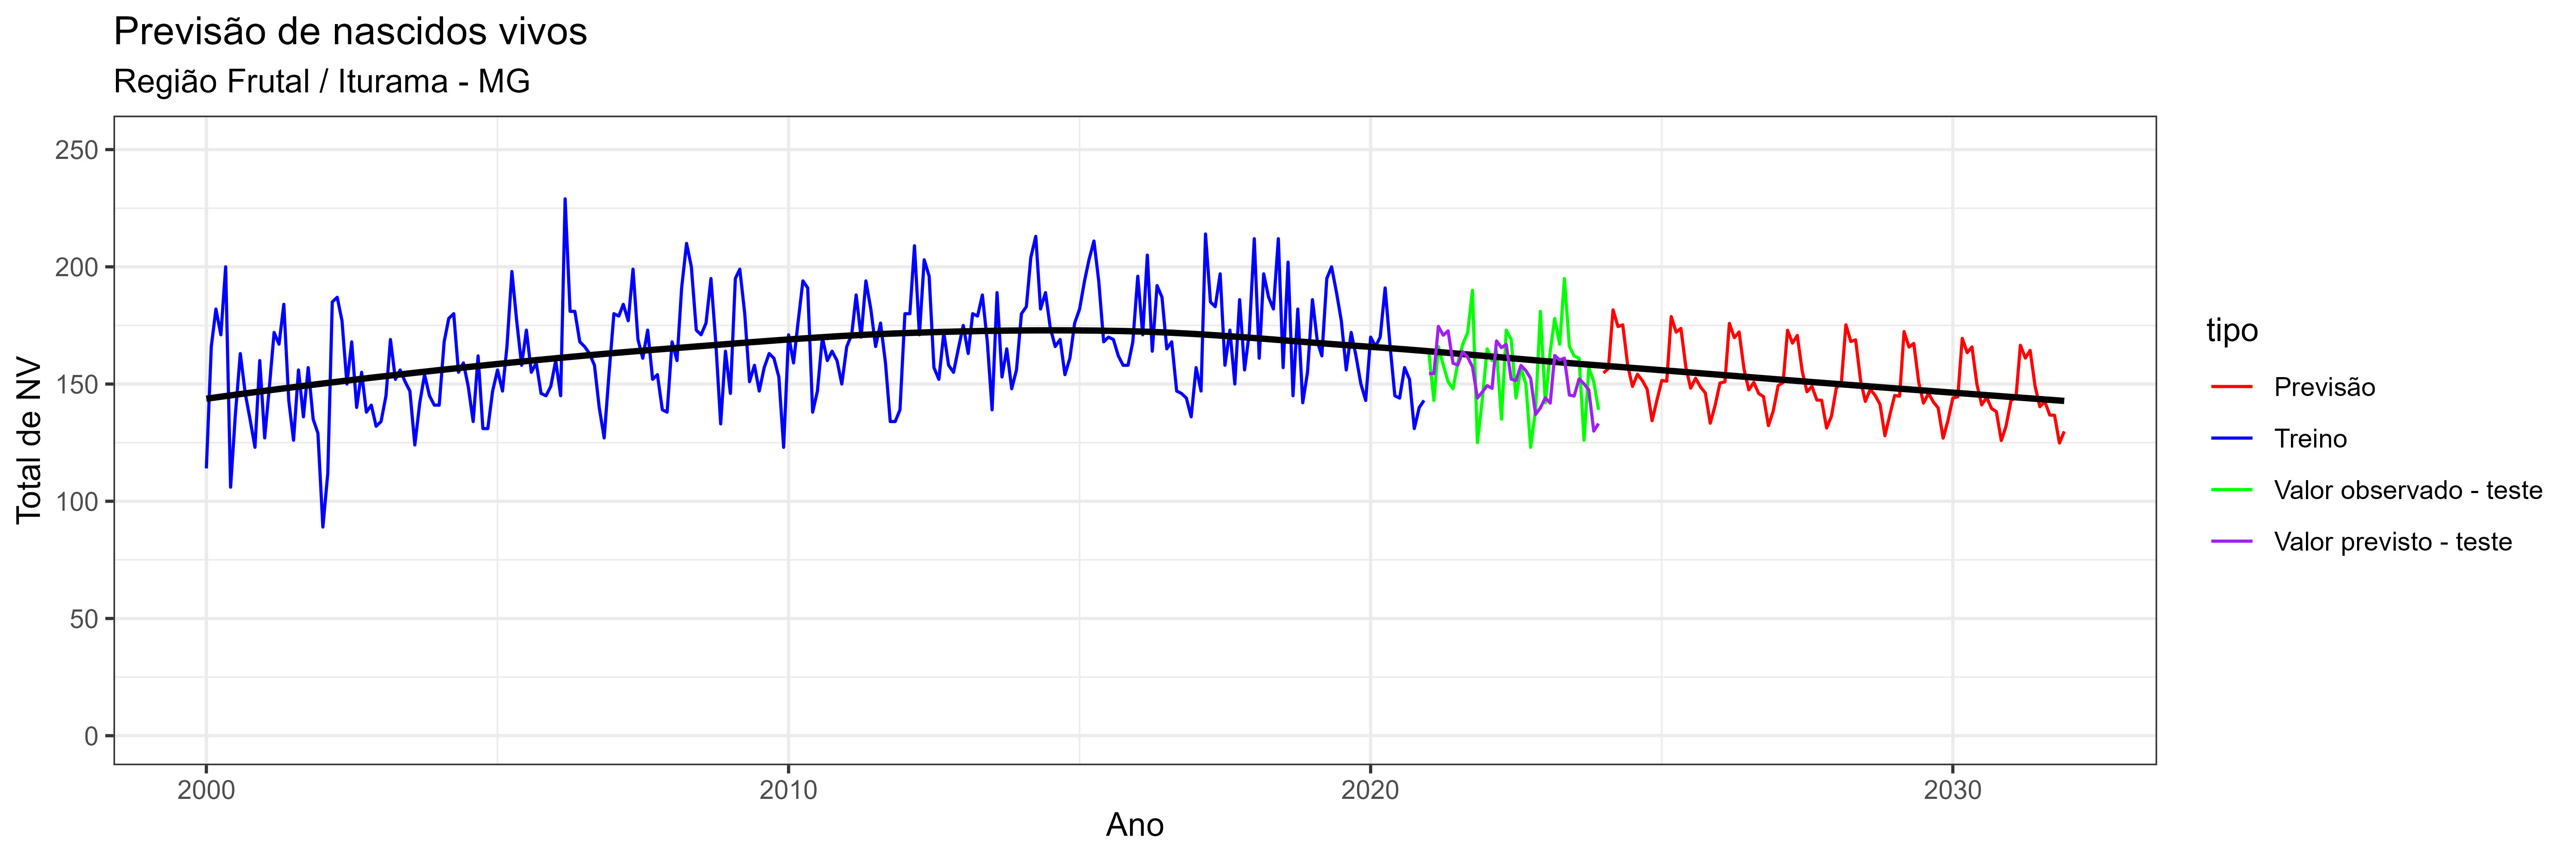 Previsão de nascidos vivos
Região Frutal / Iturama - MG
Total de NV
250
200
150
100
50
0
2000
2010
2020
2030
Ano
tipo
Previsão
Treino
Valor observado - teste
Valor previsto - teste